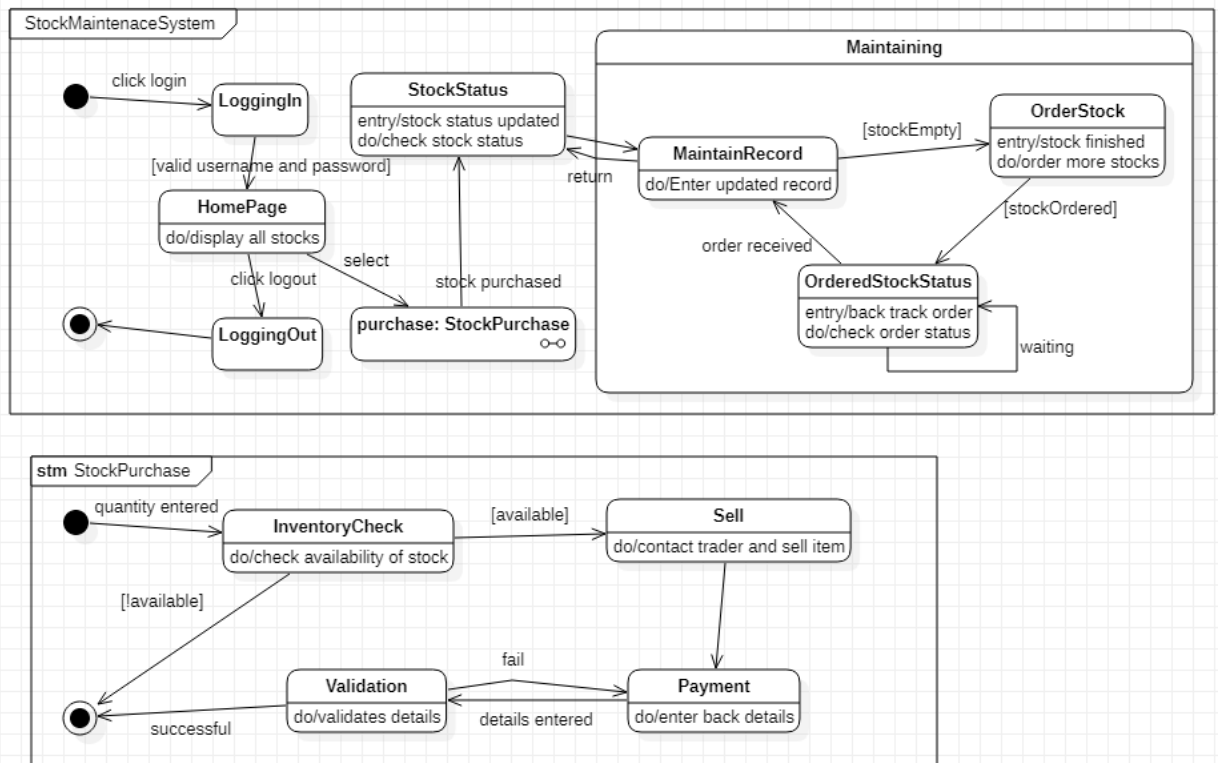 StockMaintenaceSystem
click login
LoggingIn
[valid username and password]
HomePage
do/display all stocks
click logout
select
LoggingOut
StockStatus
entry/stock status updated
do/check stock status
return
stock purchased
purchase: StockPurchase
Maintaining
MaintainRecord
do/Enter updated record
[stockEmpty]
OrderStock
entry/stock finished
do/order more stocks
[stockOrdered]
order received
OrderedStockStatus
entry/back track order
do/check order status
waiting
stm StockPurchase
quantity entered
InventoryCheck
do/check availability of stock
[available]
Sell
do/contact trader and sell item
[!available]
fail
Validation
do/validates details
Payment
do/enter back details
details entered
successful